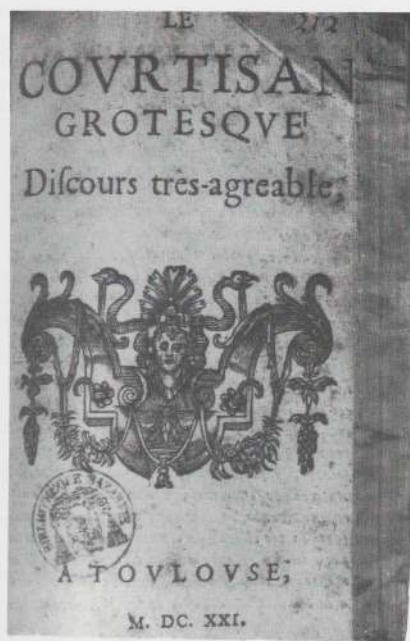 LE 212
COVRTISAN
GROTESQVE
Diſcours très-agreable,
A TOVLOVSE,
M. DC. XXI.